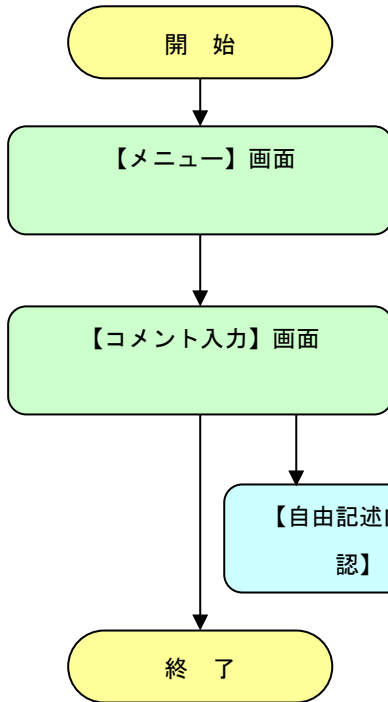 開　始
【メニュー】画面
【コメント入力】画面
【自由記述
認】
終　了